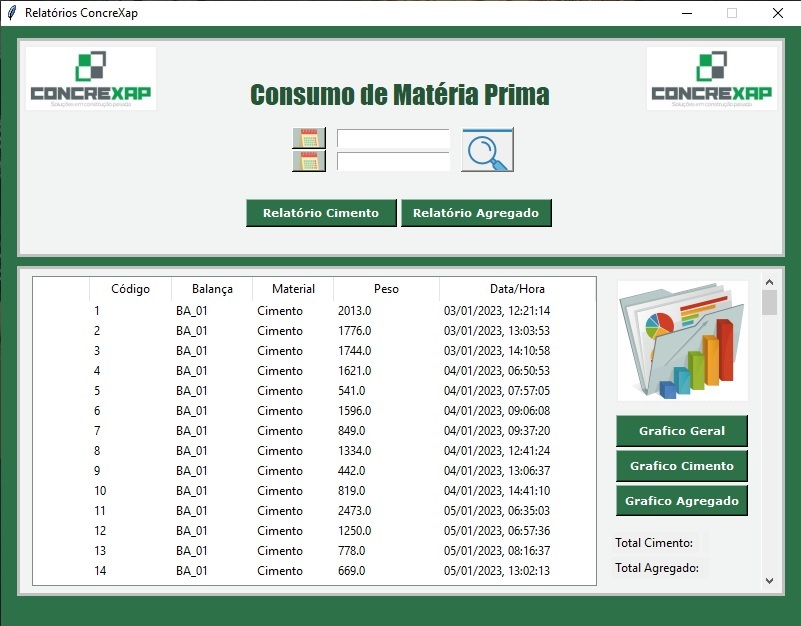 Relatórios ConcreXap
CONCREXAP
Soluções em construção pesada
CONCREXAP
Soluções em construção pesada
Consumo de Matéria Prima
Relatório Cimento Relatório Agregado
Código Balança Material Peso Data/Hora
1 BA_01 Cimento 2013.0 03/01/2023, 12:21:14
2 BA_01 Cimento 1776.0 03/01/2023, 13:03:53
3 BA_01 Cimento 1744.0 03/01/2023, 14:10:58
4 BA_01 Cimento 1621.0 04/01/2023, 06:50:53
5 BA_01 Cimento 541.0 04/01/2023, 07:57:05
6 BA_01 Cimento 1596.0 04/01/2023, 09:06:08
7 BA_01 Cimento 849.0 04/01/2023, 09:37:20
8 BA_01 Cimento 1334.0 04/01/2023, 12:41:24
9 BA_01 Cimento 442.0 04/01/2023, 13:06:37
10 BA_01 Cimento 819.0 04/01/2023, 14:41:10
11 BA_01 Cimento 2473.0 05/01/2023, 06:35:03
12 BA_01 Cimento 1250.0 05/01/2023, 06:57:36
13 BA_01 Cimento 778.0 05/01/2023, 08:16:37
14 BA_01 Cimento 669.0 05/01/2023, 13:02:13
Grafico Geral
Grafico Cimento
Grafico Agregado
Total Cimento:
Total Agregado: